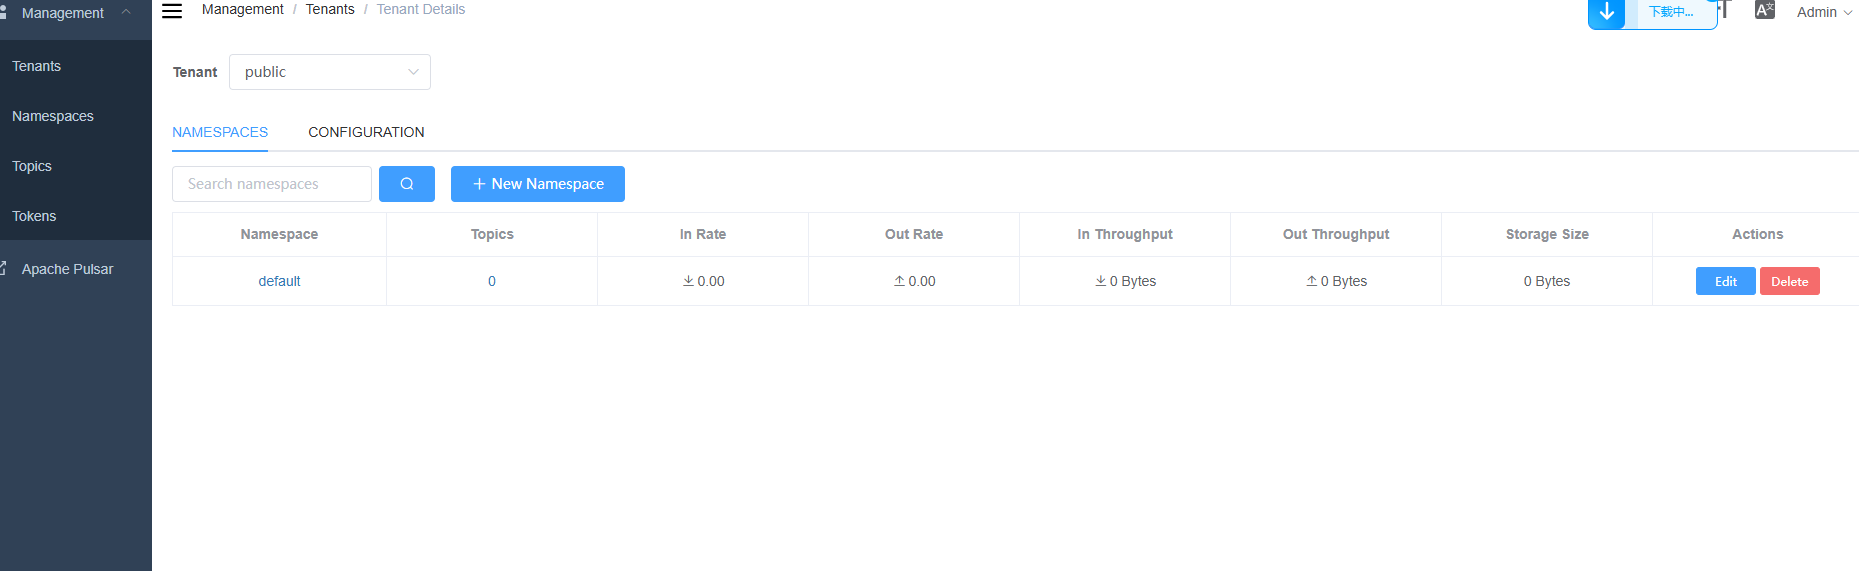 Management
Tenants
Namespaces
Topics
Tokens
Apache Pulsar
Management / Tenants / Tenant Details
下载中...
Admin
Tenant public
NAMESPACES CONFIGURATION
Search namespaces
+ New Namespace
Namespace Topics In Rate Out Rate In Throughput Out Throughput Storage Size Actions
default 0 0.00 0.00 0 Bytes 0 Bytes 0 Bytes Edit Delete